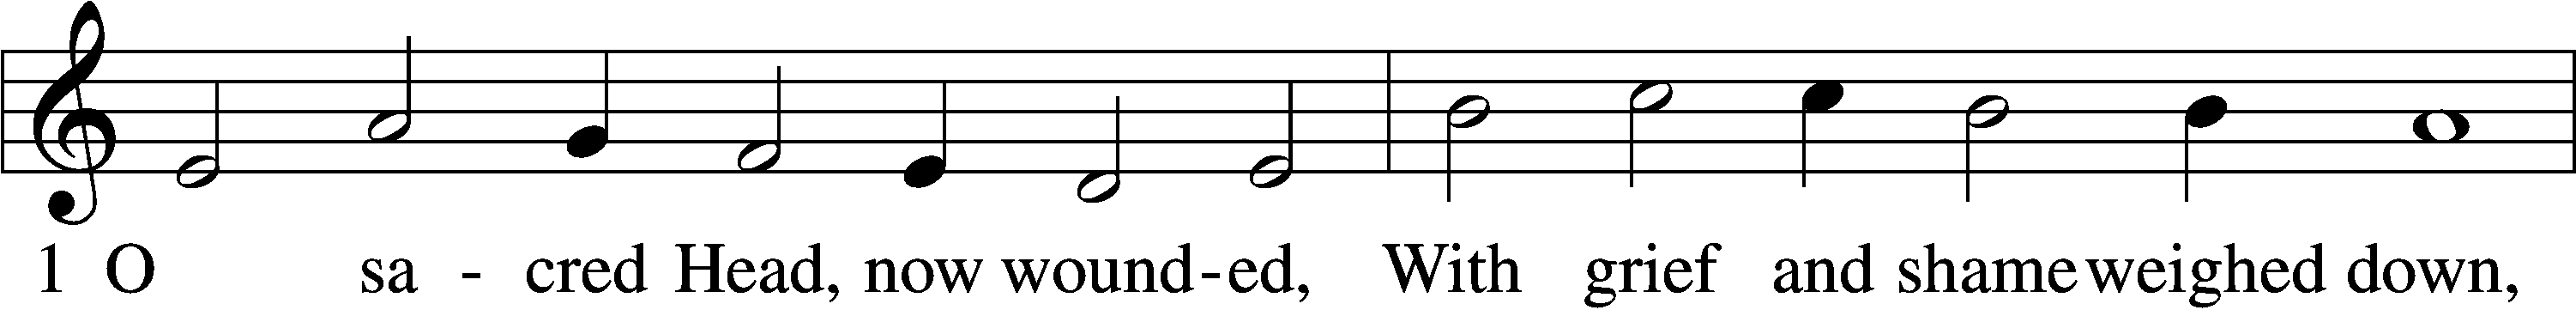 1 O sa - cred Head, now wound-ed, With grief and shame weighed down,